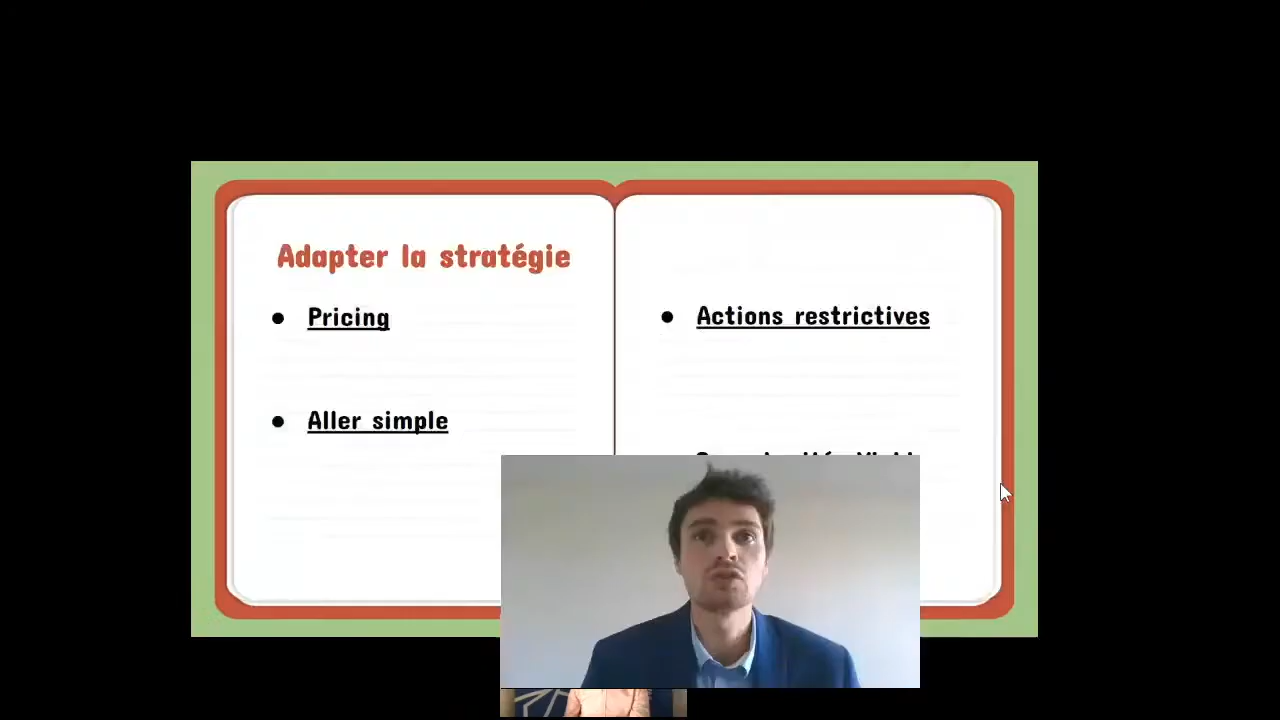 Adapter la stratégie
Pricing
Aller simple
Actions restrictives